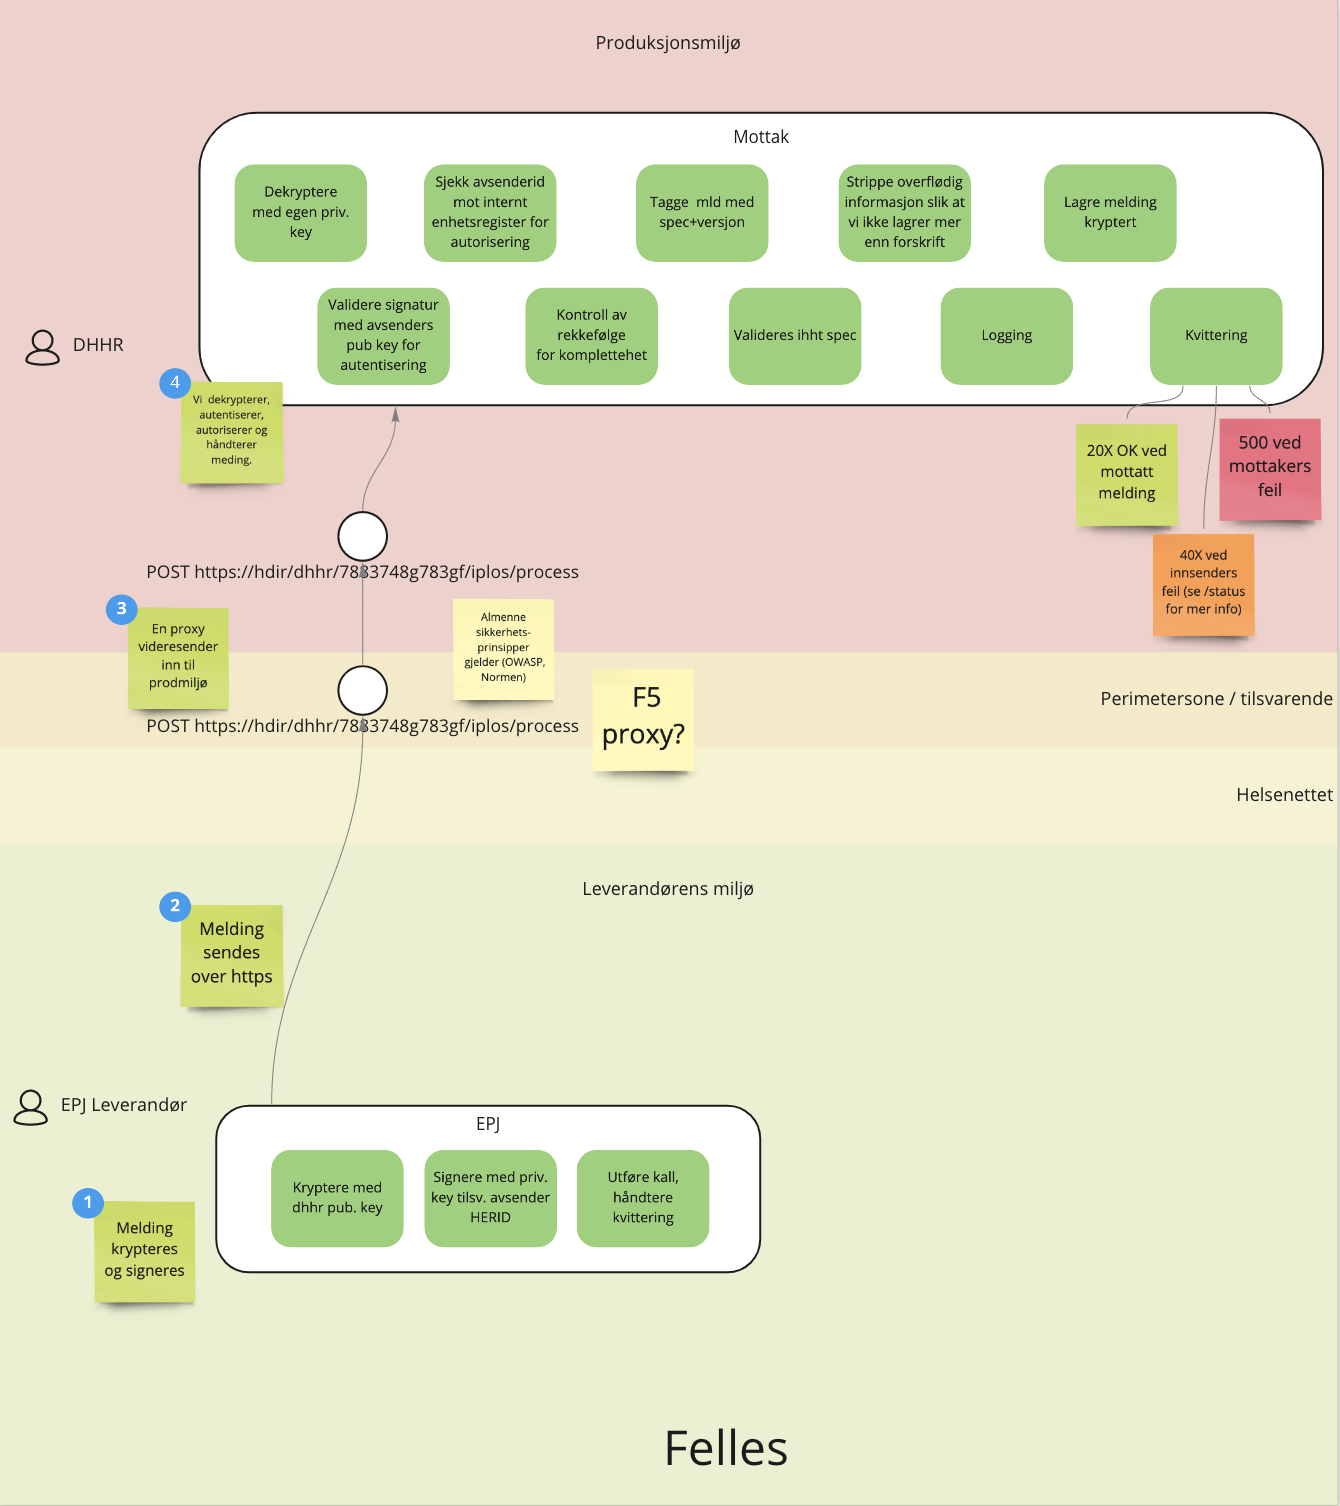 Produksjonsmiljø
Mottak
Dekryptere
med egen priv.
key
Sjekk avsenderid
mot internt
enhetsregister for
autorisering
Tagge  mld med
spec+versjon
Strippe overflødig
informasjon slik at
vi ikke lagrer mer
enn forskrift
Lagre melding
kryptert
Validere signatur
med avsenders
pub key for
autentisering
Kontroll av
rekkefølge
for komplettehet
Valideres ihht spec
Logging
Kvittering
DHHR
4
Vi  dekrypterer,
autentiserer,
autoriserer og
håndterer
meding.
20X OK ved
mottatt
melding
500 ved
mottakers
feil
40X ved
innsenders
feil (se /status
for mer info)
POST https://hdir/dhhr/7883748g783gf/iplos/process
3
En proxy
videresender
inn til
prodmiljø
Almenne
sikkerhets-
prinsipper
gjelder (OWASP,
Normen)
F5
proxy?
Perimetersone / tilsvarende
POST https://hdir/dhhr/7883748g783gf/iplos/process
Helsenettet
Leverandørens miljø
2
Melding
sendes
over https
EPJ Leverandør
EPJ
Kryptere med
dhhr pub. key
Signere med priv.
key tilsv. avsender
HERID
Utføre kall,
håndtere
kvittering
1
Melding
krypteres
og signeres
Felles